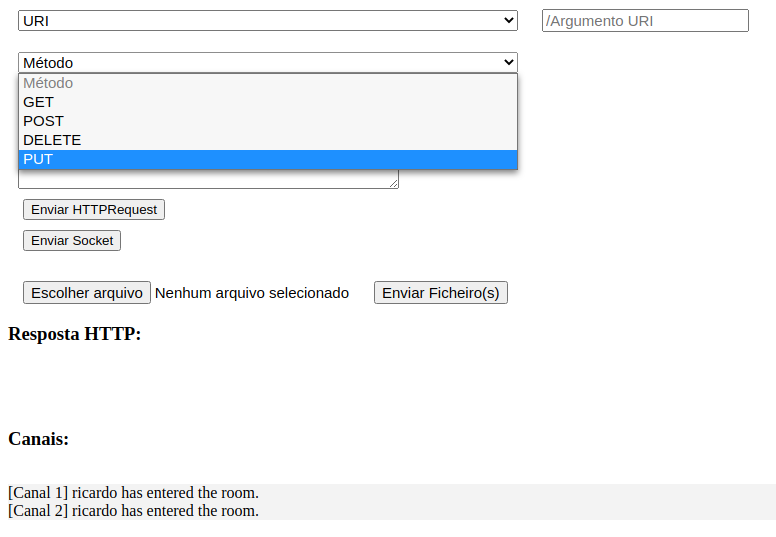 URI /Argumento URI
Método
Método
GET
POST
DELETE
PUT
Enviar HTTPRequest
Enviar Socket
Escolher arquivo Nenhum arquivo selecionado Enviar Ficheiro(s)
Resposta HTTP:
Canais:
[Canal 1] ricardo has entered the room.
[Canal 2] ricardo has entered the room.